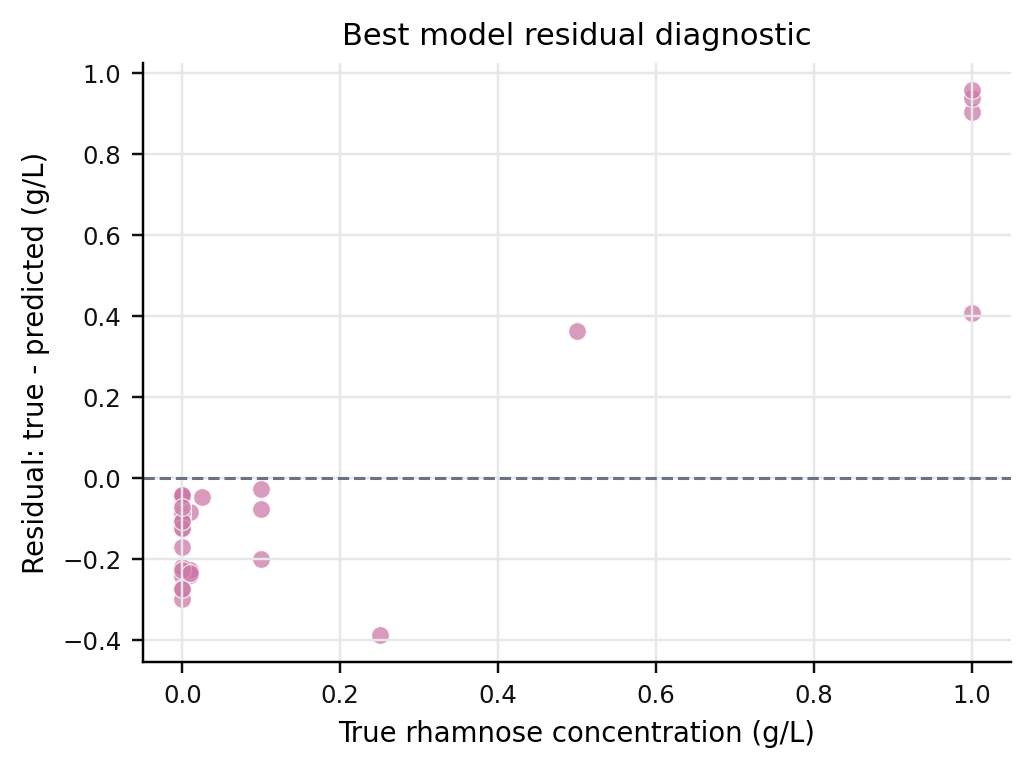 Best model residual diagnostic
Residual: true - predicted (g/L)
1.0
0.8
0.6
0.4
0.2
0.0
−0.2
−0.4
0.0 0.2 0.4 0.6 0.8 1.0
True rhamnose concentration (g/L)